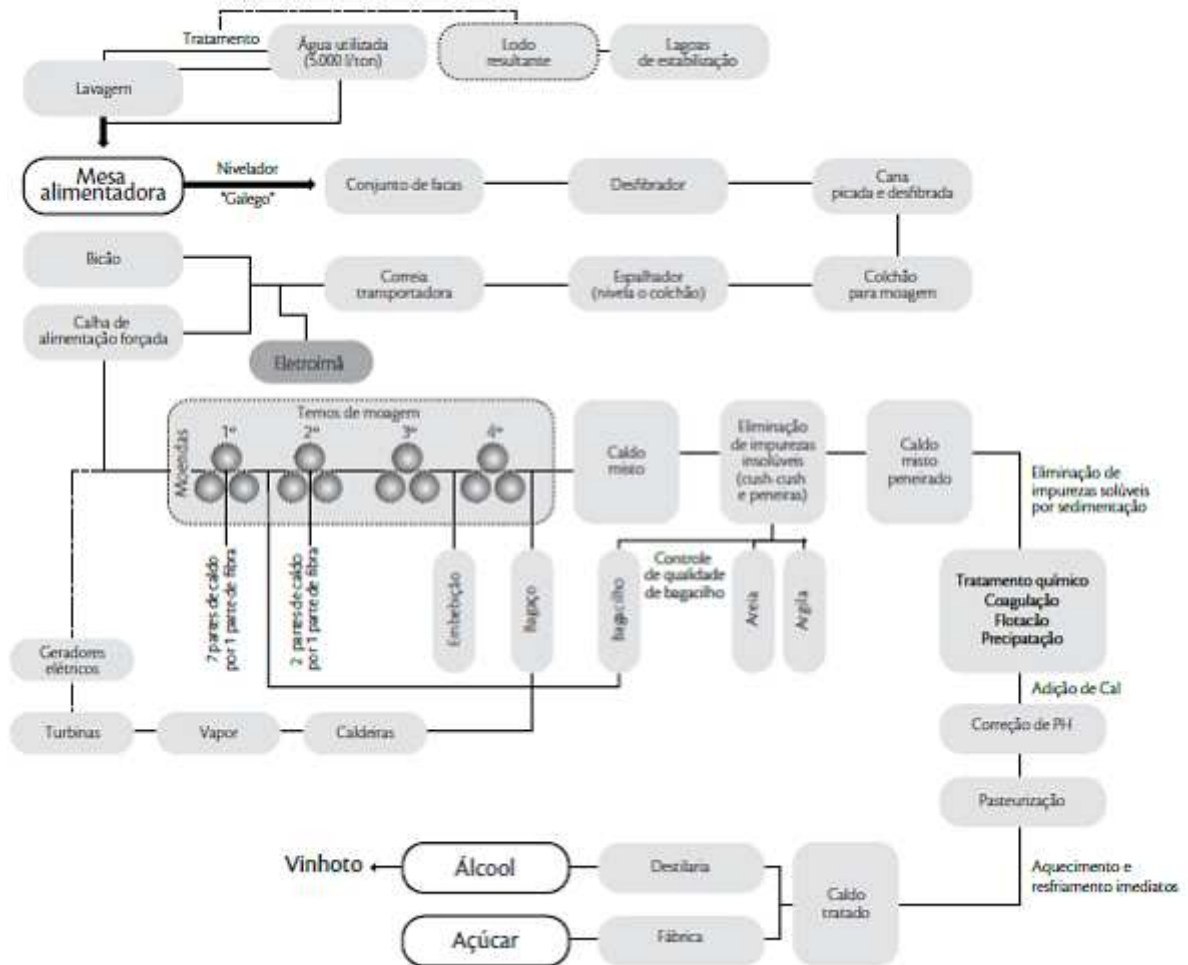 Tratamento
Água utilizada
(5.000 l/ton)
Lodo
resultante
Lagoas
de estabilização
Lavagem
Mesa
alimentadora
Nivelador
"Galego"
Conjunto de facas
Desfibrador
Cana
picada e desfibrada
Bicão
Correia
transportadora
Espalhador
(nivela o colchão)
Colchão
para moagem
Calha de
alimentação forçada
Eletroimã
Ternos de moagem
Moendas
1º
2º
3º
4º
Caldo
misto
Eliminação
de impurezas
insolúveis
(cush-cush
e peneiras)
Caldo
misto
peneirado
Eliminação de
impurezas solúveis
por sedimentação
7 partes de caldo
por 1 parte de fibra
2 partes de caldo
por 1 parte de fibra
Embebição
Bagaço
Bagacilho
Controle
de qualidade
de bagacilho
Areia
Argila
Tratamento químico
Coagulação
Flotacão
Precipatação
Geradores
elétricos
Adição de Cal
Turbinas
Vapor
Caldeiras
Correção de PH
Pasteurização
Vinhoto
Álcool
Destilaria
Caldo
tratado
Aquecimento e
resfriamento imediatos
Açúcar
Fábrica